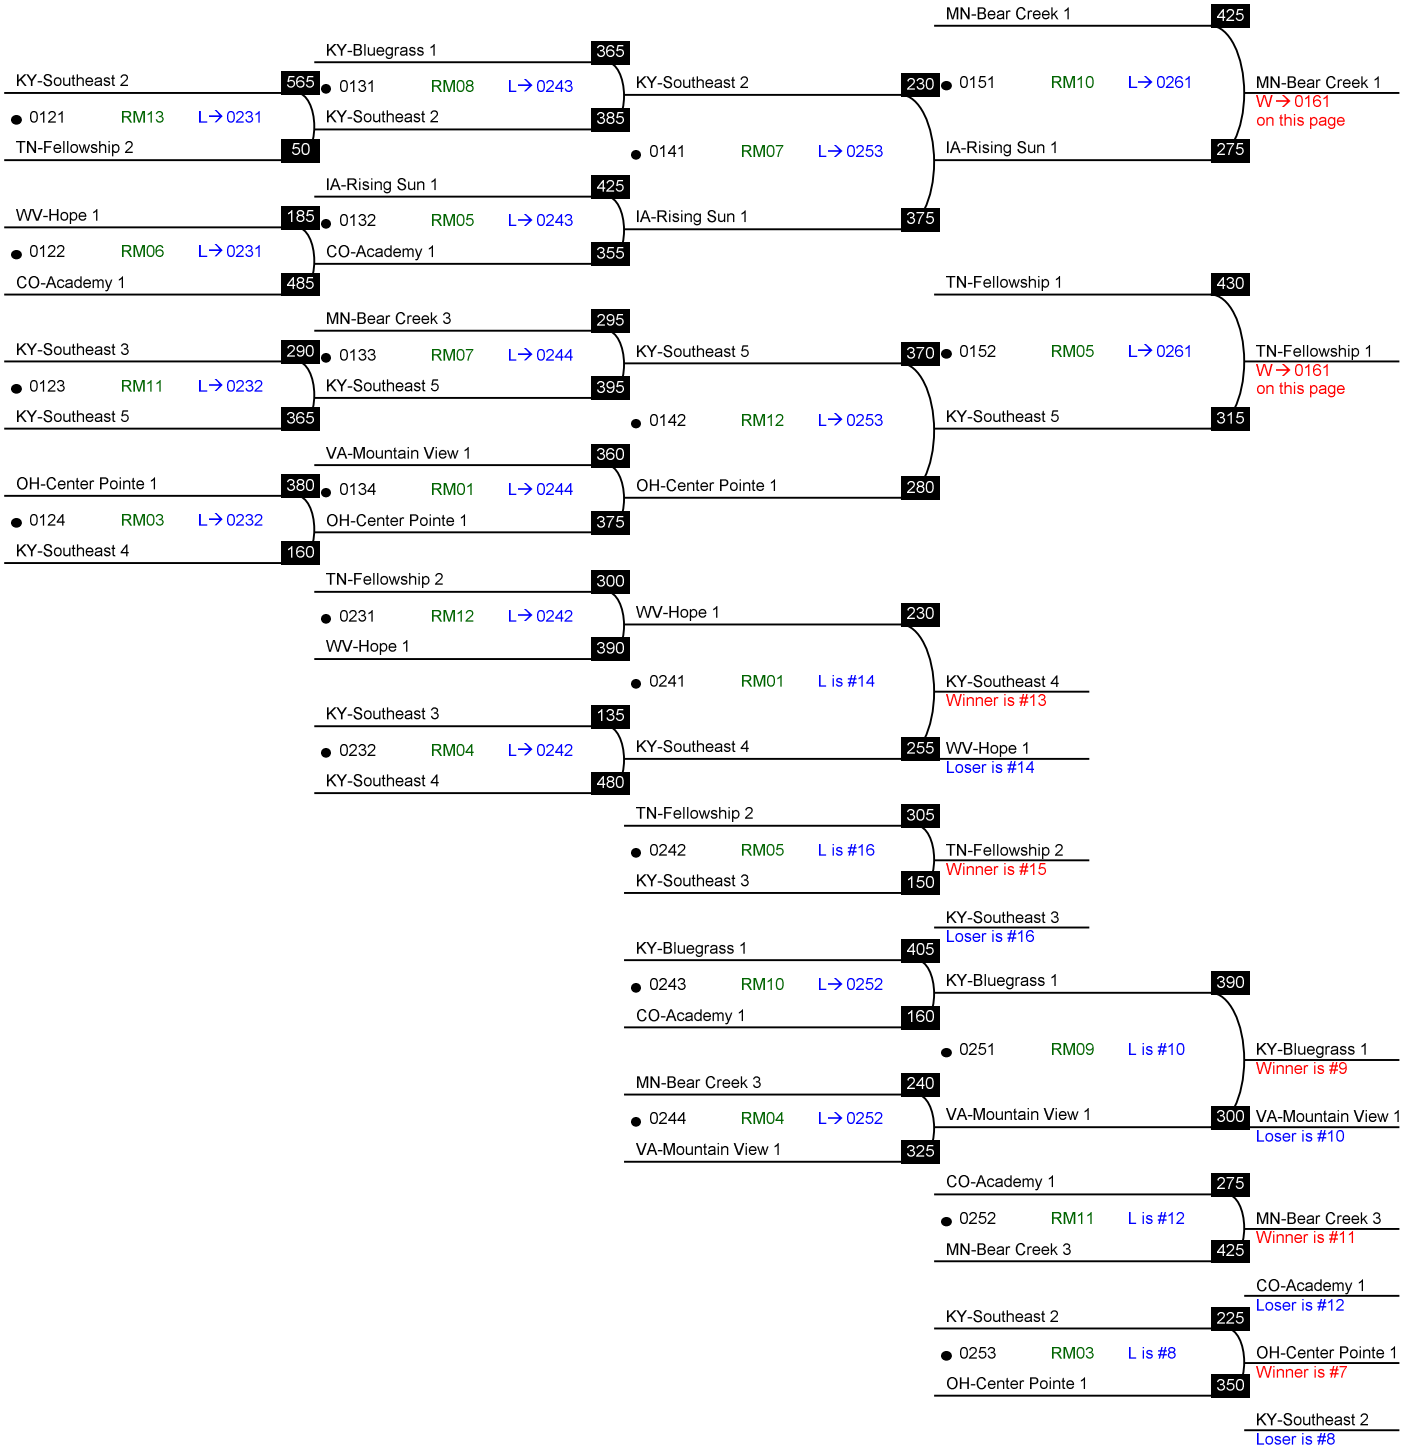 MN-Bear Creek 1 425
KY-Bluegrass 1 365
KY-Southeast 2 565 0131 RM08 L→0243 KY-Southeast 2 230 0151 RM10 L→0261 MN-Bear Creek 1
W→0161
0121 RM13 L→0231 KY-Southeast 2 385
on this page
TN-Fellowship 2 50 0141 RM07 L→0253 IA-Rising Sun 1 275
IA-Rising Sun 1 425
WV-Hope 1 185 0132 RM05 L→0243 IA-Rising Sun 1 375
0122 RM06 L→0231 CO-Academy 1 355
CO-Academy 1 485 TN-Fellowship 1 430
MN-Bear Creek 3 295
KY-Southeast 3 290 0133 RM07 L→0244 KY-Southeast 5 370 0152 RM05 L→0261 TN-Fellowship 1
W→0161
0123 RM11 L→0232 KY-Southeast 5 395
on this page
KY-Southeast 5 365 0142 RM12 L→0253 KY-Southeast 5 315
VA-Mountain View 1 360
OH-Center Pointe 1 380 0134 RM01 L→0244 OH-Center Pointe 1 280
0124 RM03 L→0232 OH-Center Pointe 1 375
KY-Southeast 4 160
TN-Fellowship 2 300
0231 RM12 L→0242 WV-Hope 1 230
WV-Hope 1 390
0241 RM01 L is #14 KY-Southeast 4
Winner is #13
KY-Southeast 3 135
0232 RM04 L→0242 KY-Southeast 4 255 WV-Hope 1
Loser is #14
KY-Southeast 4 480
TN-Fellowship 2 305
0242 RM05 L is #16 TN-Fellowship 2
Winner is #15
KY-Southeast 3 150
KY-Southeast 3
Loser is #16
KY-Bluegrass 1 405
0243 RM10 L→0252 KY-Bluegrass 1 390
CO-Academy 1 160
0251 RM09 L is #10 KY-Bluegrass 1
Winner is #9
MN-Bear Creek 3 240
0244 RM04 L→0252 VA-Mountain View 1 300 VA-Mountain View 1
Loser is #10
VA-Mountain View 1 325
CO-Academy 1 275
0252 RM11 L is #12 MN-Bear Creek 3
Winner is #11
MN-Bear Creek 3 425
CO-Academy 1
Loser is #12
KY-Southeast 2 225
0253 RM03 L is #8 OH-Center Pointe 1
Winner is #7
OH-Center Pointe 1 350
KY-Southeast 2
Loser is #8